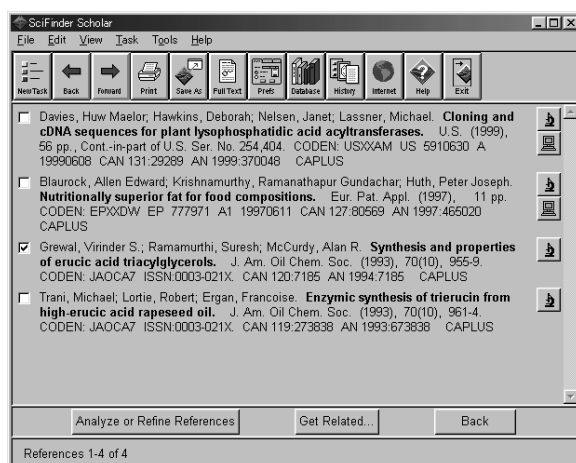 SciFinder Scholar
File Edit View Task Tools Help
New Task Back Forward Print Save As Full Text Prefs Database History Internet Help Exit
Davies, Huw Maelor; Hawkins, Deborah; Nelsen, Janet; Lassner, Michael. Cloning and
cDNA sequences for plant lysophosphatidic acid acyltransferases. U.S. (1999),
56 pp., Cont.-in-part of U.S. Ser. No. 254,404. CODEN: USXXAM US 5910630 A
19990608 CAN 131:29289 AN 1999:370048 CAPLUS
Blaurock, Allen Edward; Krishnamurthy, Ramanathapur Gundachar; Huth, Peter Joseph.
Nutritionally superior fat for food compositions. Eur. Pat. Appl. (1997), 11 pp.
CODEN: EPXXDW EP 777971 A1 19970611 CAN 127:80569 AN 1997:465020
CAPLUS
Grewal, Virinder S.; Ramamurthi, Suresh; McCurdy, Alan R. Synthesis and properties
of erucic acid triacylglycerols. J. Am. Oil Chem. Soc. (1993), 70(10), 955-9.
CODEN: JAOCA7 ISSN:0003-021X. CAN 120:7185 AN 1994:7185 CAPLUS
Trani, Michael; Lortie, Robert; Ergan, Francoise. Enzymic synthesis of trierucin from
high-erucic acid rapeseed oil. J. Am. Oil Chem. Soc. (1993), 70(10), 961-4.
CODEN: JAOCA7 ISSN:0003-021X. CAN 119:273838 AN 1993:673838 CAPLUS
Analyze or Refine References Get Related... Back
References 1-4 of 4